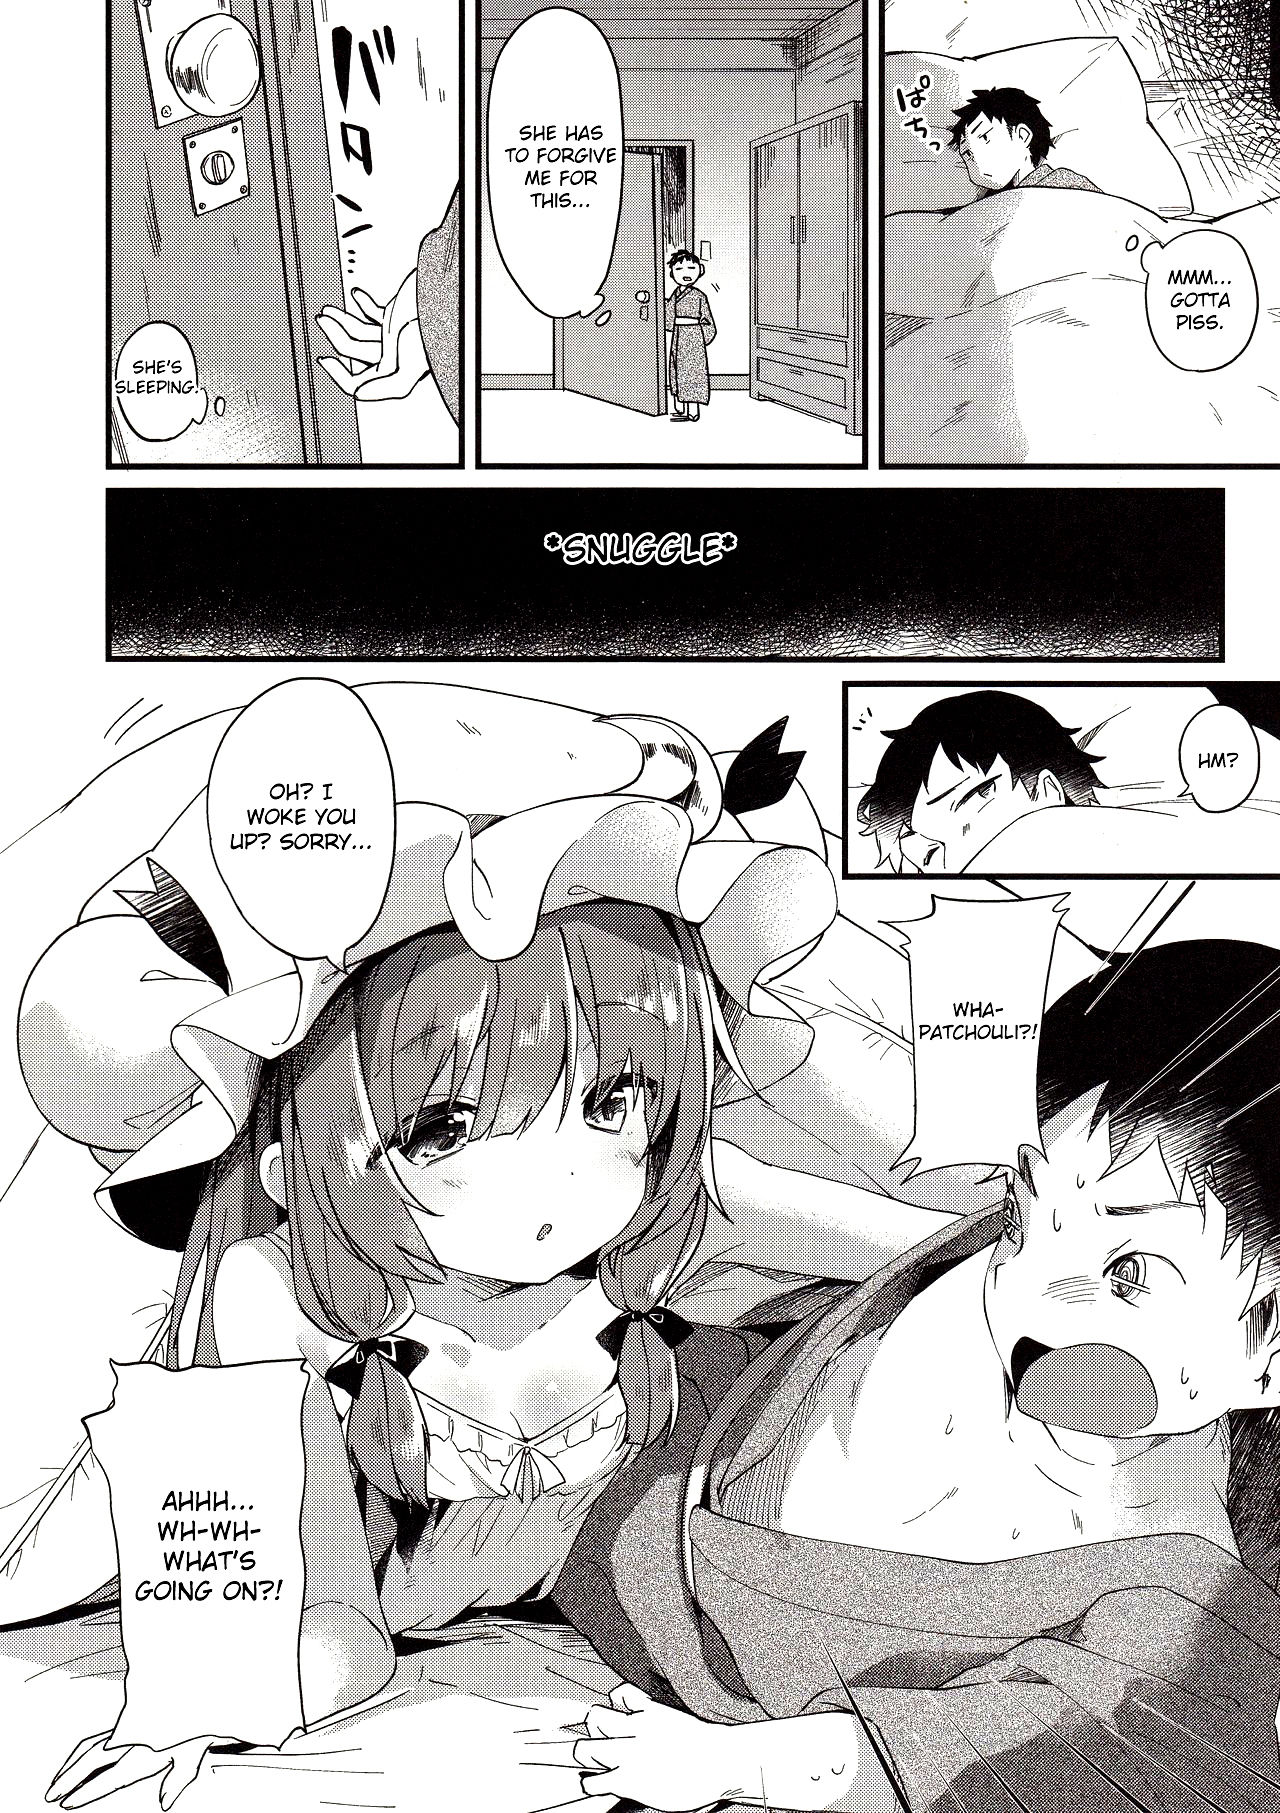 ぱちっ
MMM...
GOTTA
PISS.
SHE HAS
TO FORGIVE
ME FOR
THIS...
バタン…
SHE'S
SLEEPING.
*SNUGGLE*
HM?
OH? I
WOKE YOU
UP? SORRY...
WHA-
PATCHOULI?!
AHHH...
WH-WH-
WHAT'S
GOING ON?!